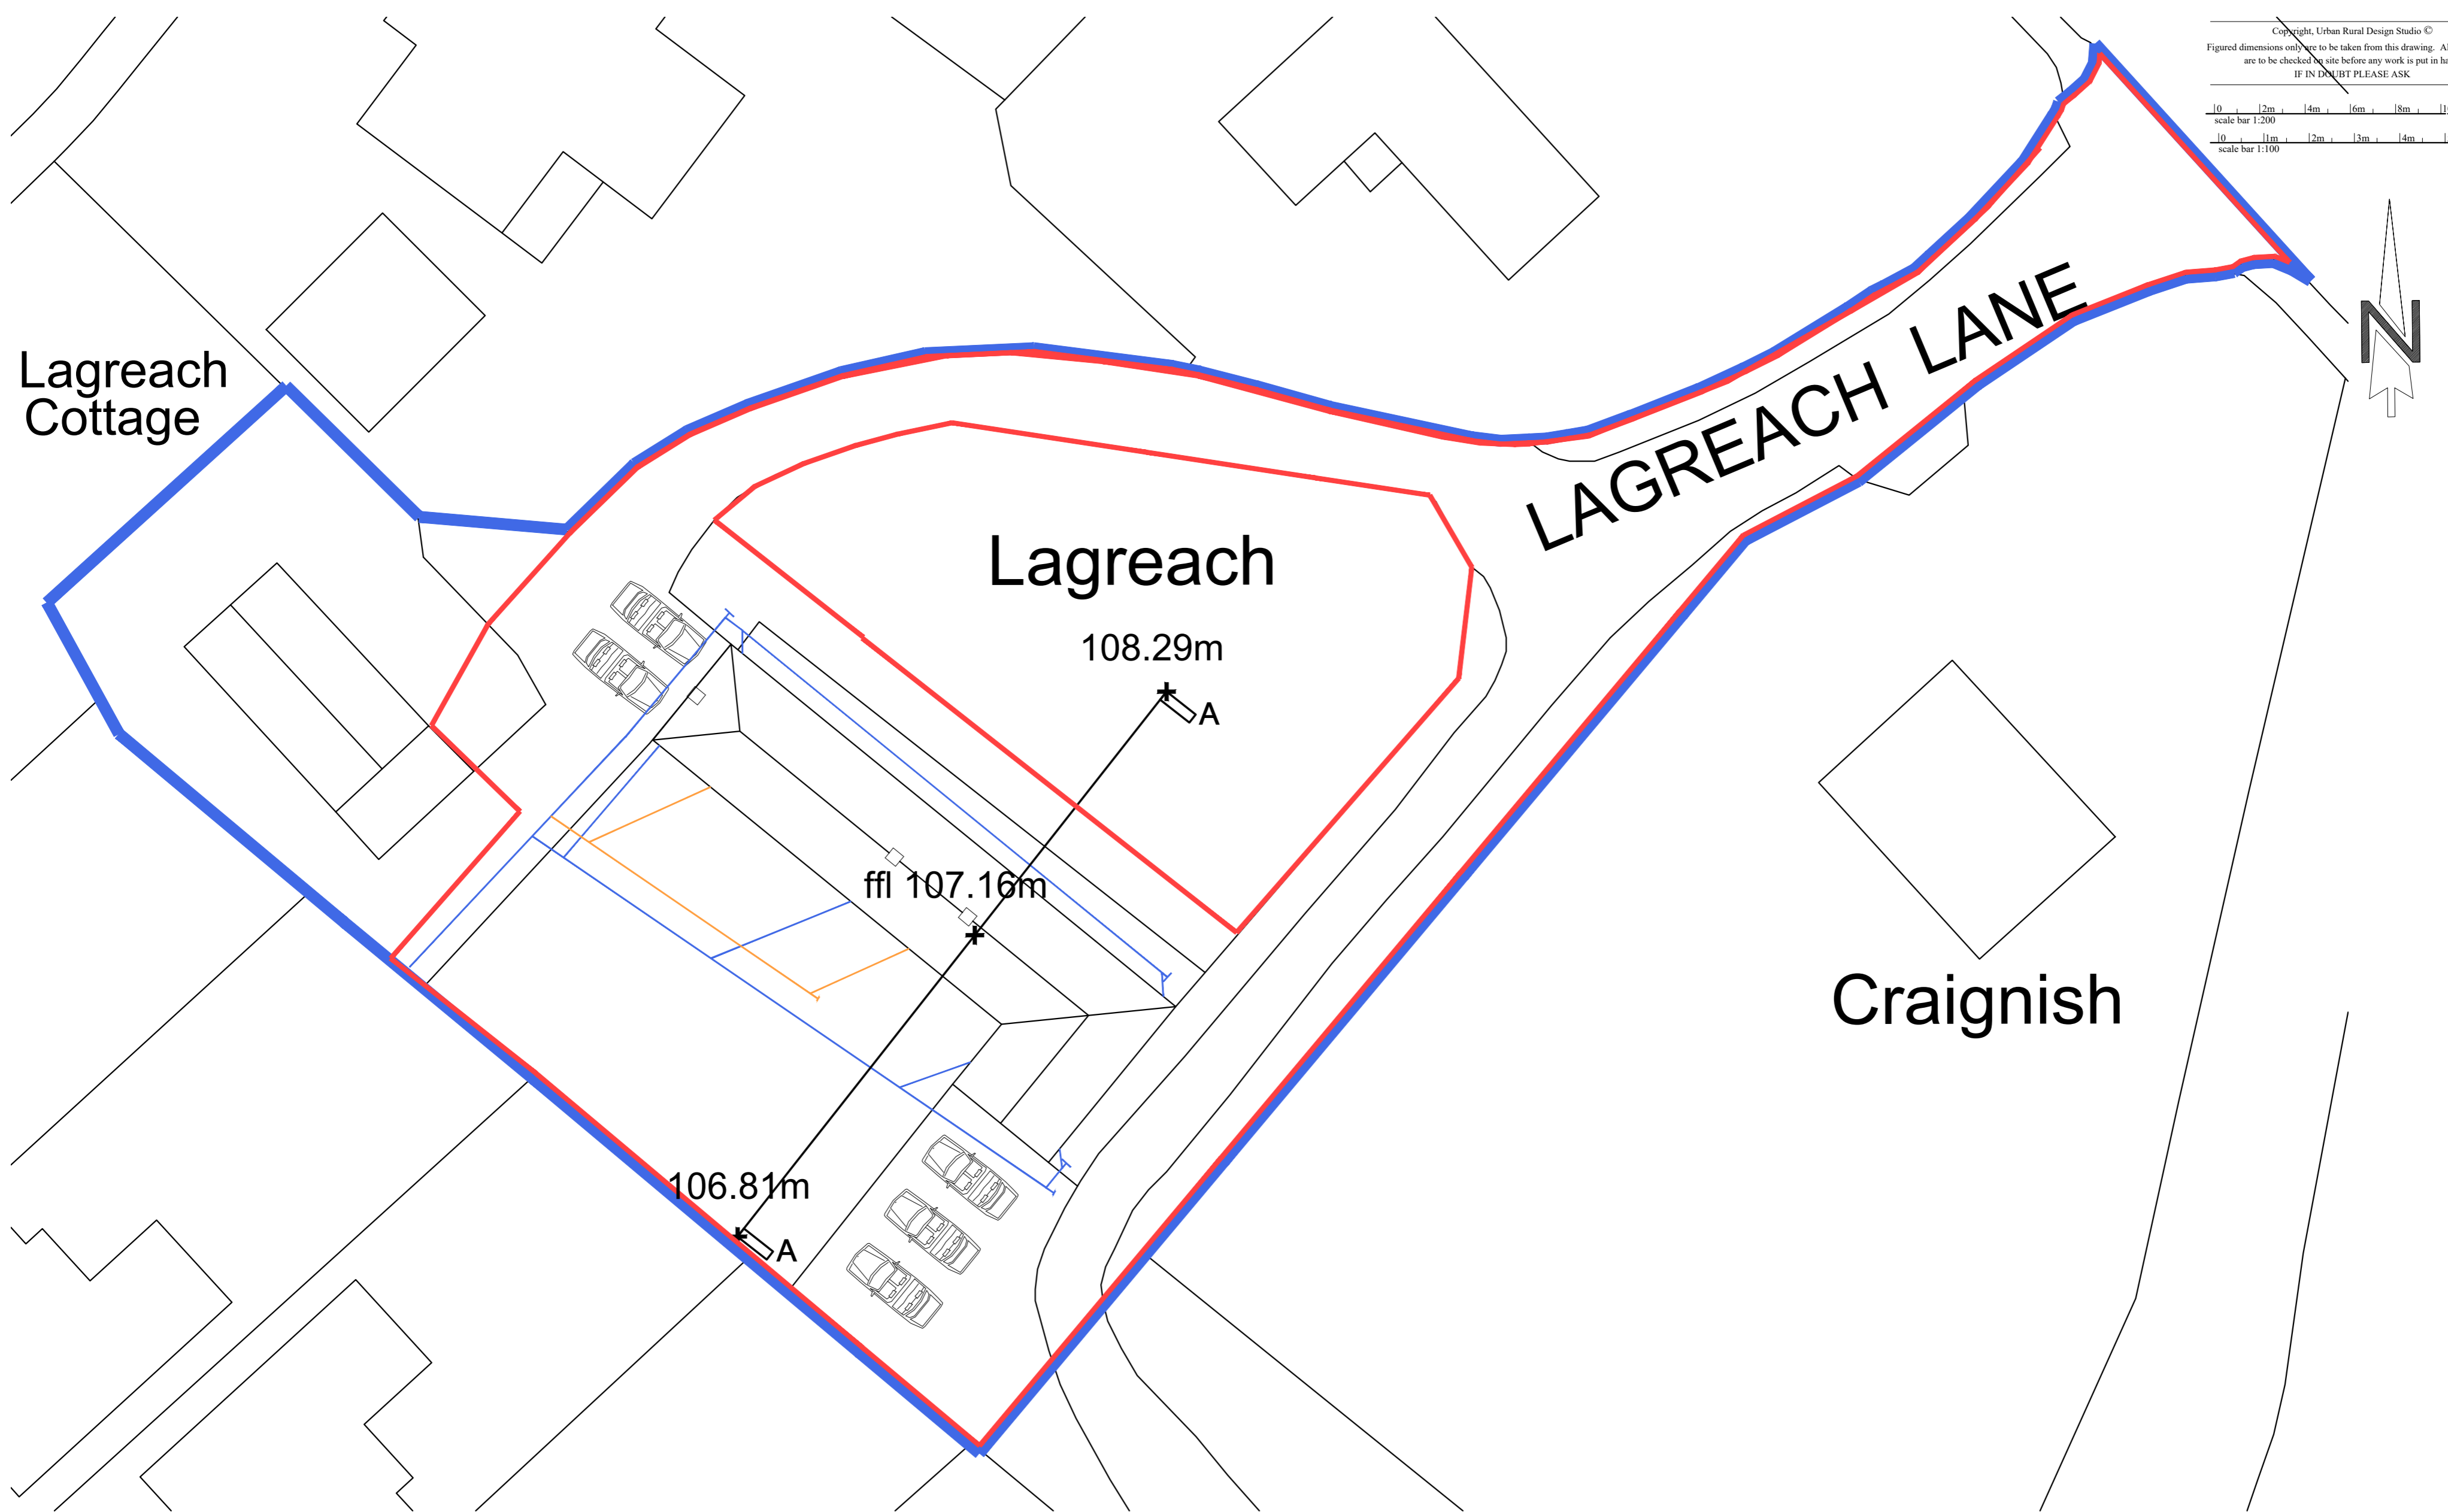 Copyright, Urban Rural Design Studio ©
Figured dimensions only are to be taken from this drawing.
are to be checked on site before any work is put in
IF IN DOUBT PLEASE ASK
0 2m 4m 6m 8m
scale bar 1:200
0 1m 2m 3m 4m
scale bar 1:100
N
Lagreach
Cottage
LAGREACH LANE
Lagreach
108.29m
A
ffl 107.16m
Craignish
106.81m
A